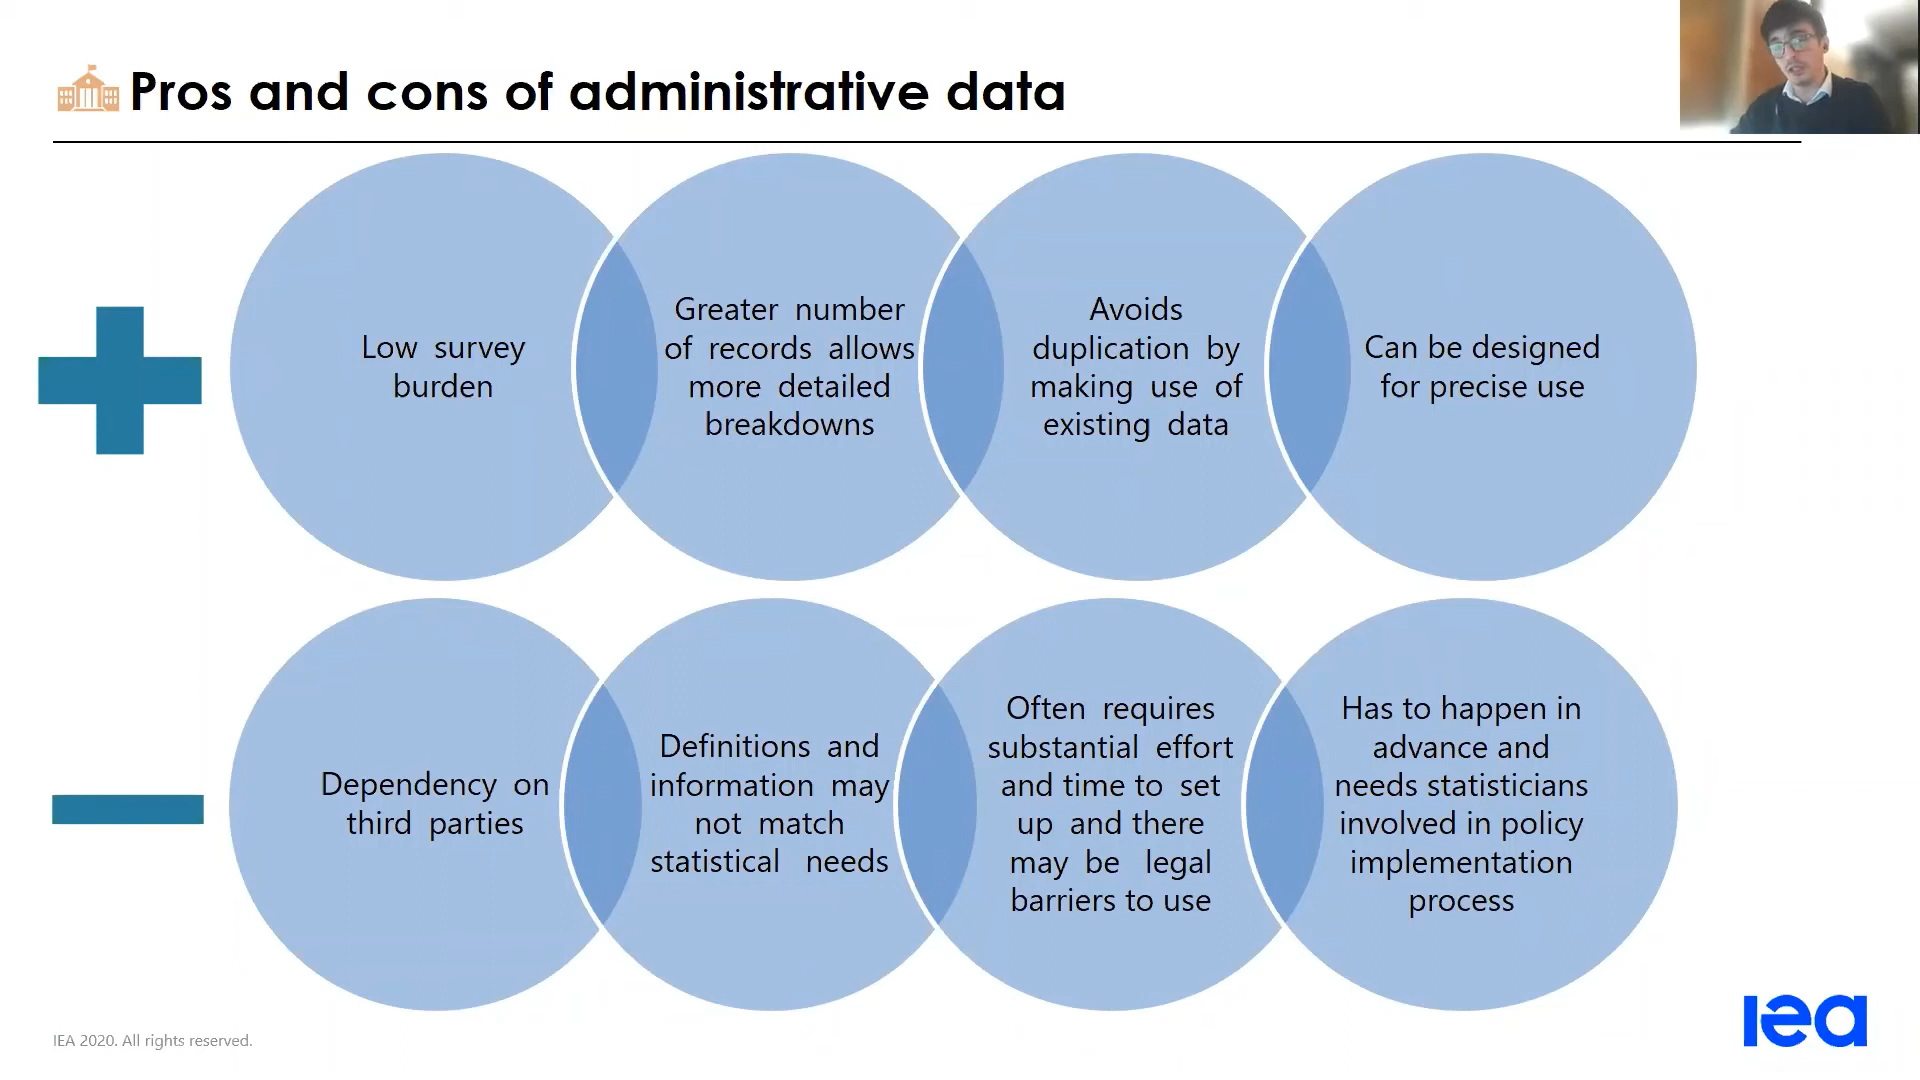 Pros and cons of administrative data
Low survey
burden
Greater number
of records allows
more detailed
breakdowns
Avoids
duplication by
making use of
existing data
Can be designed
for precise use
Dependency on
third parties
Definitions and
information may
not match
statistical needs
Often requires
substantial effort
and time to set
up and there
may be legal
barriers to use
Has to happen in
advance and
needs statisticians
involved in policy
implementation
process
IEA 2020. All rights reserved.
iea